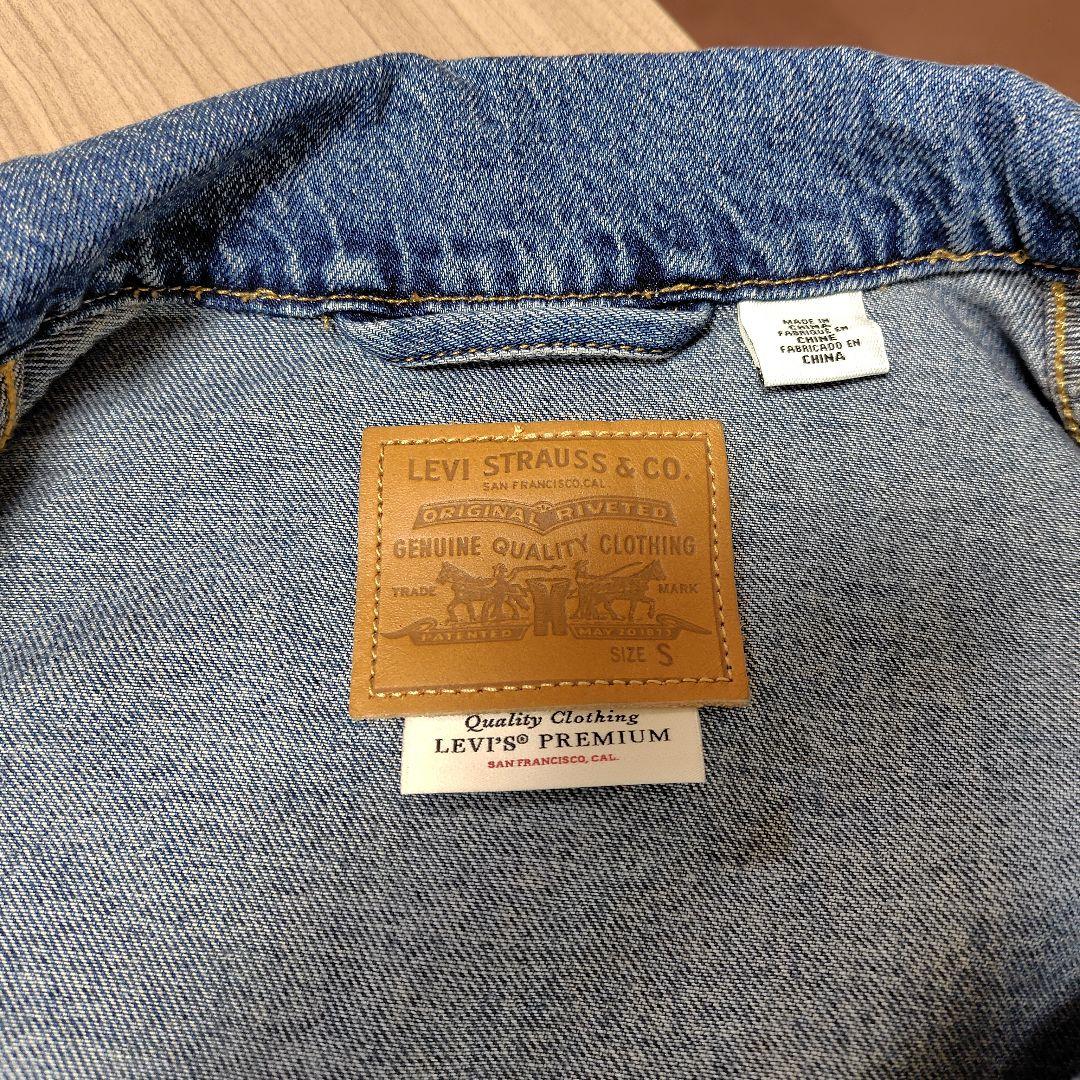 MADE IN
CHINA
FABRIQUE EN
CHINE
FABRICADO EN
CHINA
LEVI STRAUSS & CO.
SAN FRANCISCO, CAL.
ORIGINAL RIVETED
GENUINE QUALITY CLOTHING
TRADE MARK
PATENTED MAY 20 1873
SIZE S
Quality Clothing
LEVI'S® PREMIUM
SAN FRANCISCO, CAL.